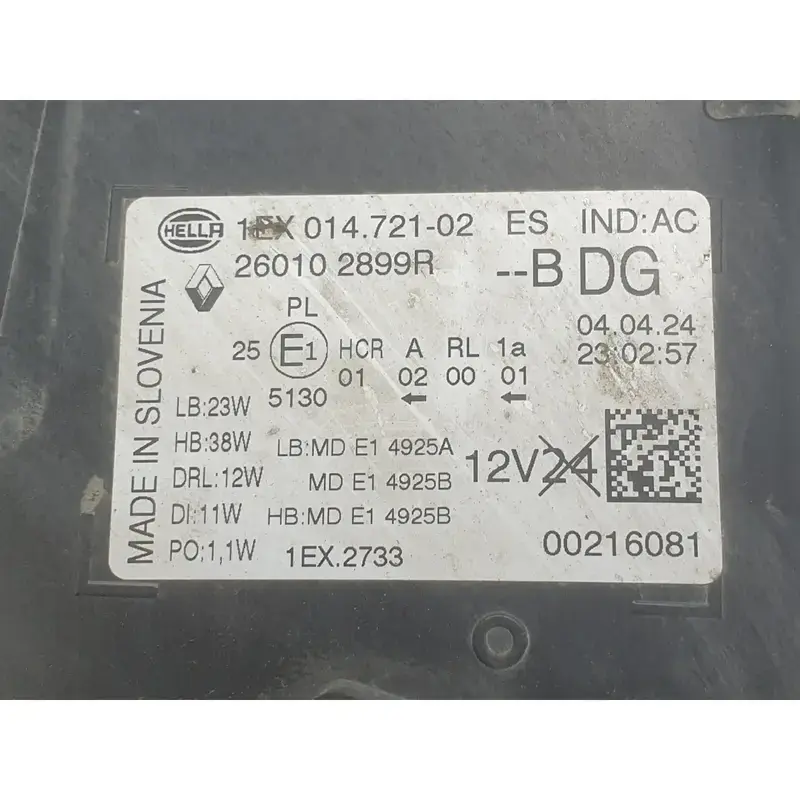 HELLA 1EX 014.721-02 ES IND:AC
260102899R --B DG
PL
04.04.24
25 E1 HCR A RL 1a
23:02:57
5130 01 02 00 01
← ←
MADE IN SLOVENIA
LB:23W
HB:38W LB:MD E1 4925A
12V24
DRL:12W MD E1 4925B
DI:11W HB:MD E1 4925B
00216081
PO:1,1W 1EX.2733